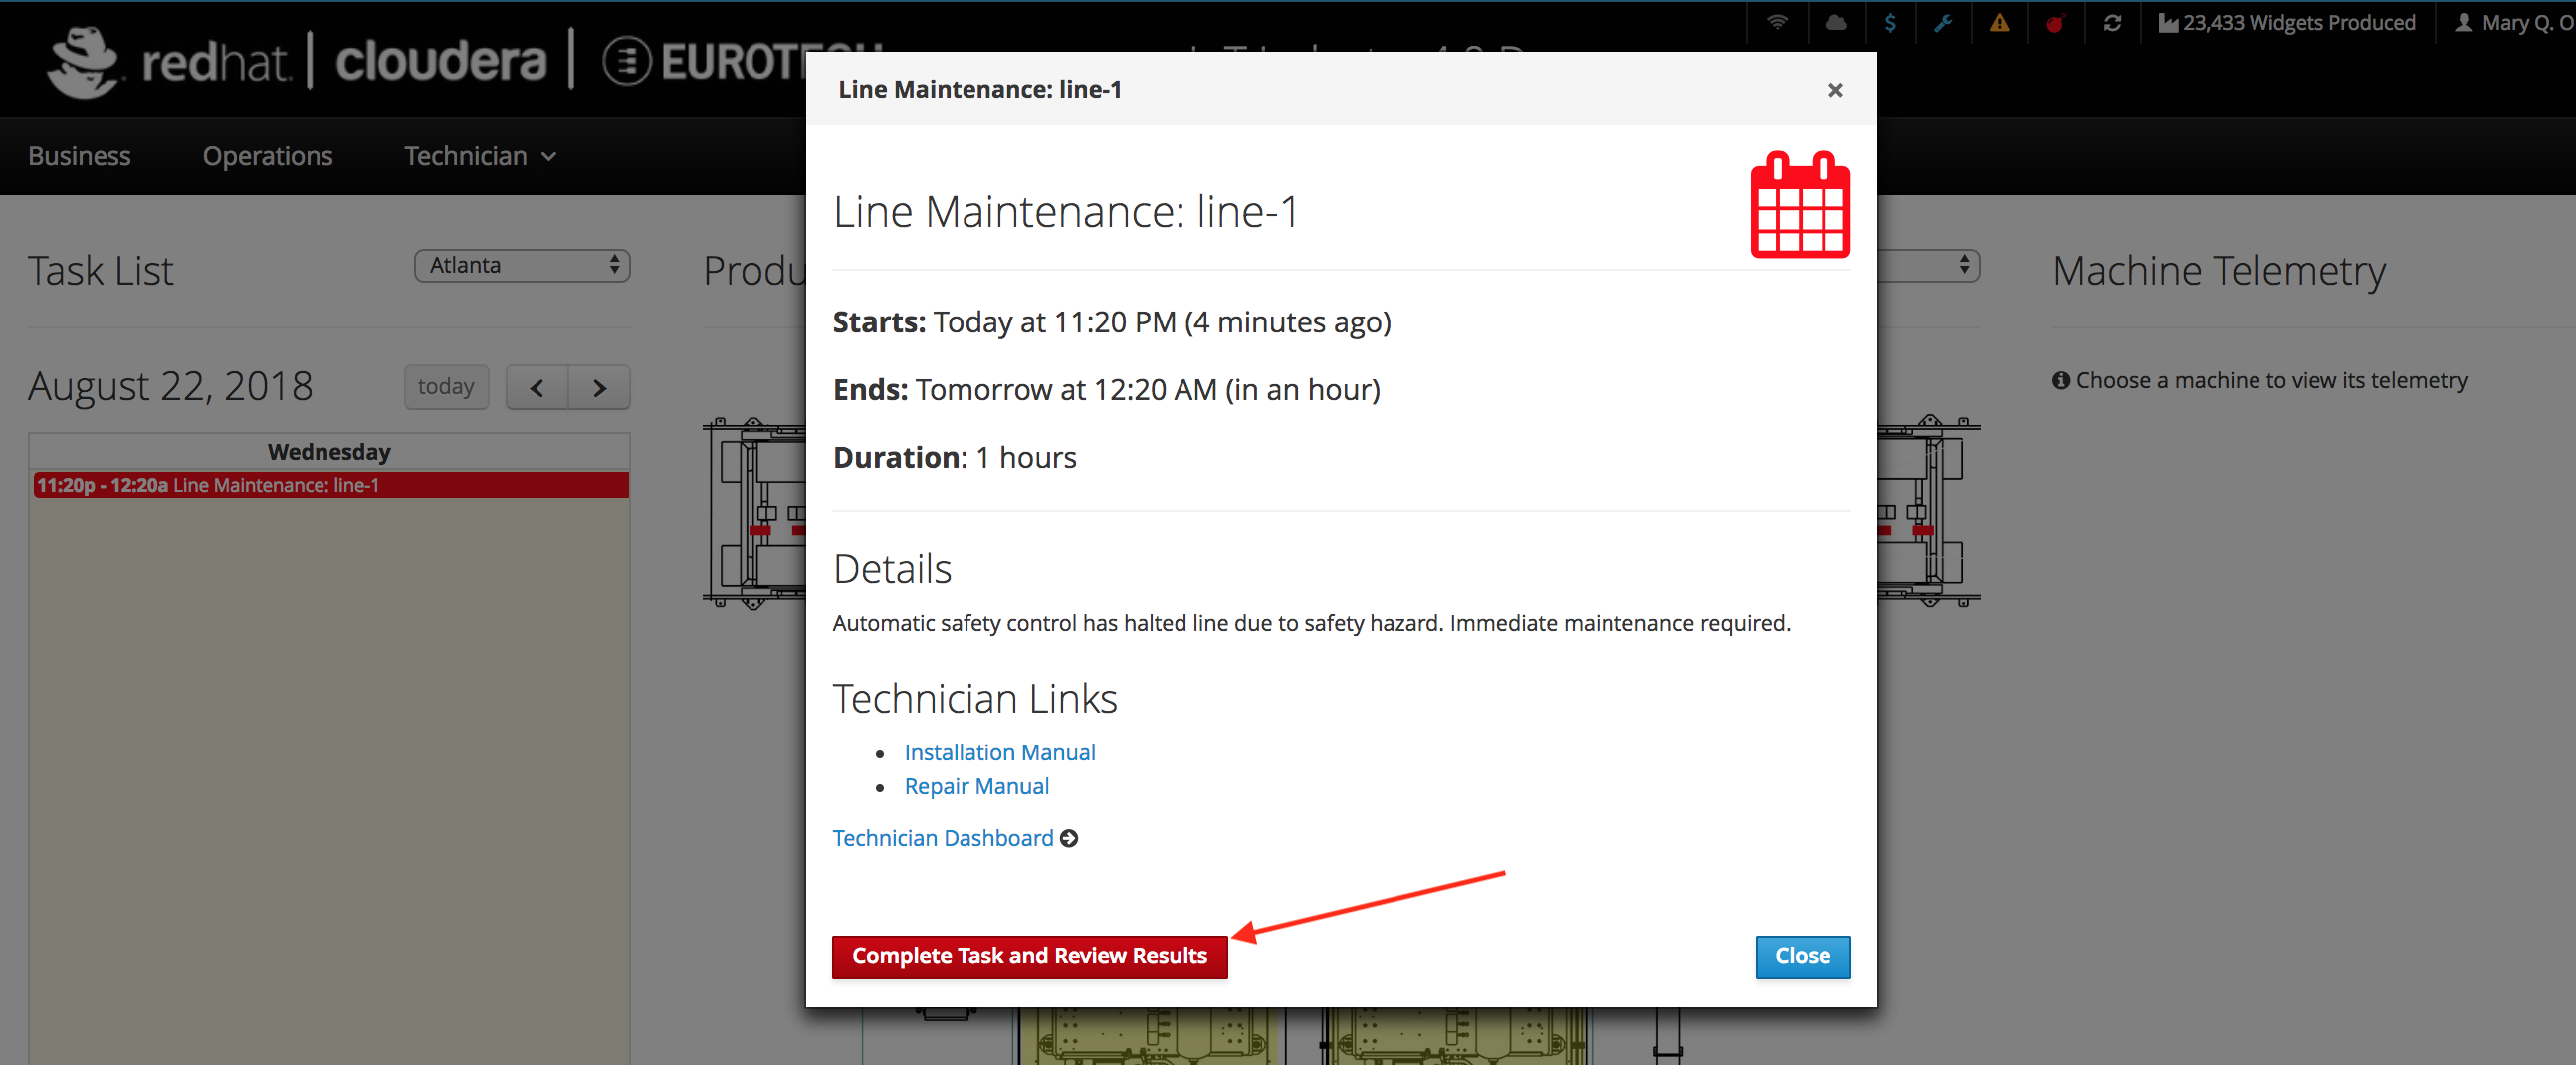 redhat. | cloudera | EUROTECH
23,433 Widgets Produced
Mary Q. O
Business
Operations
Technician
Task List
Atlanta
Produ
Machine Telemetry
August 22, 2018
today
Choose a machine to view its telemetry
Wednesday
11:20p - 12:20a Line Maintenance: line-1
Line Maintenance: line-1
×
Line Maintenance: line-1
Starts: Today at 11:20 PM (4 minutes ago)
Ends: Tomorrow at 12:20 AM (in an hour)
Duration: 1 hours
Details
Automatic safety control has halted line due to safety hazard. Immediate maintenance required.
Technician Links
• Installation Manual
• Repair Manual
Technician Dashboard
Complete Task and Review Results
Close